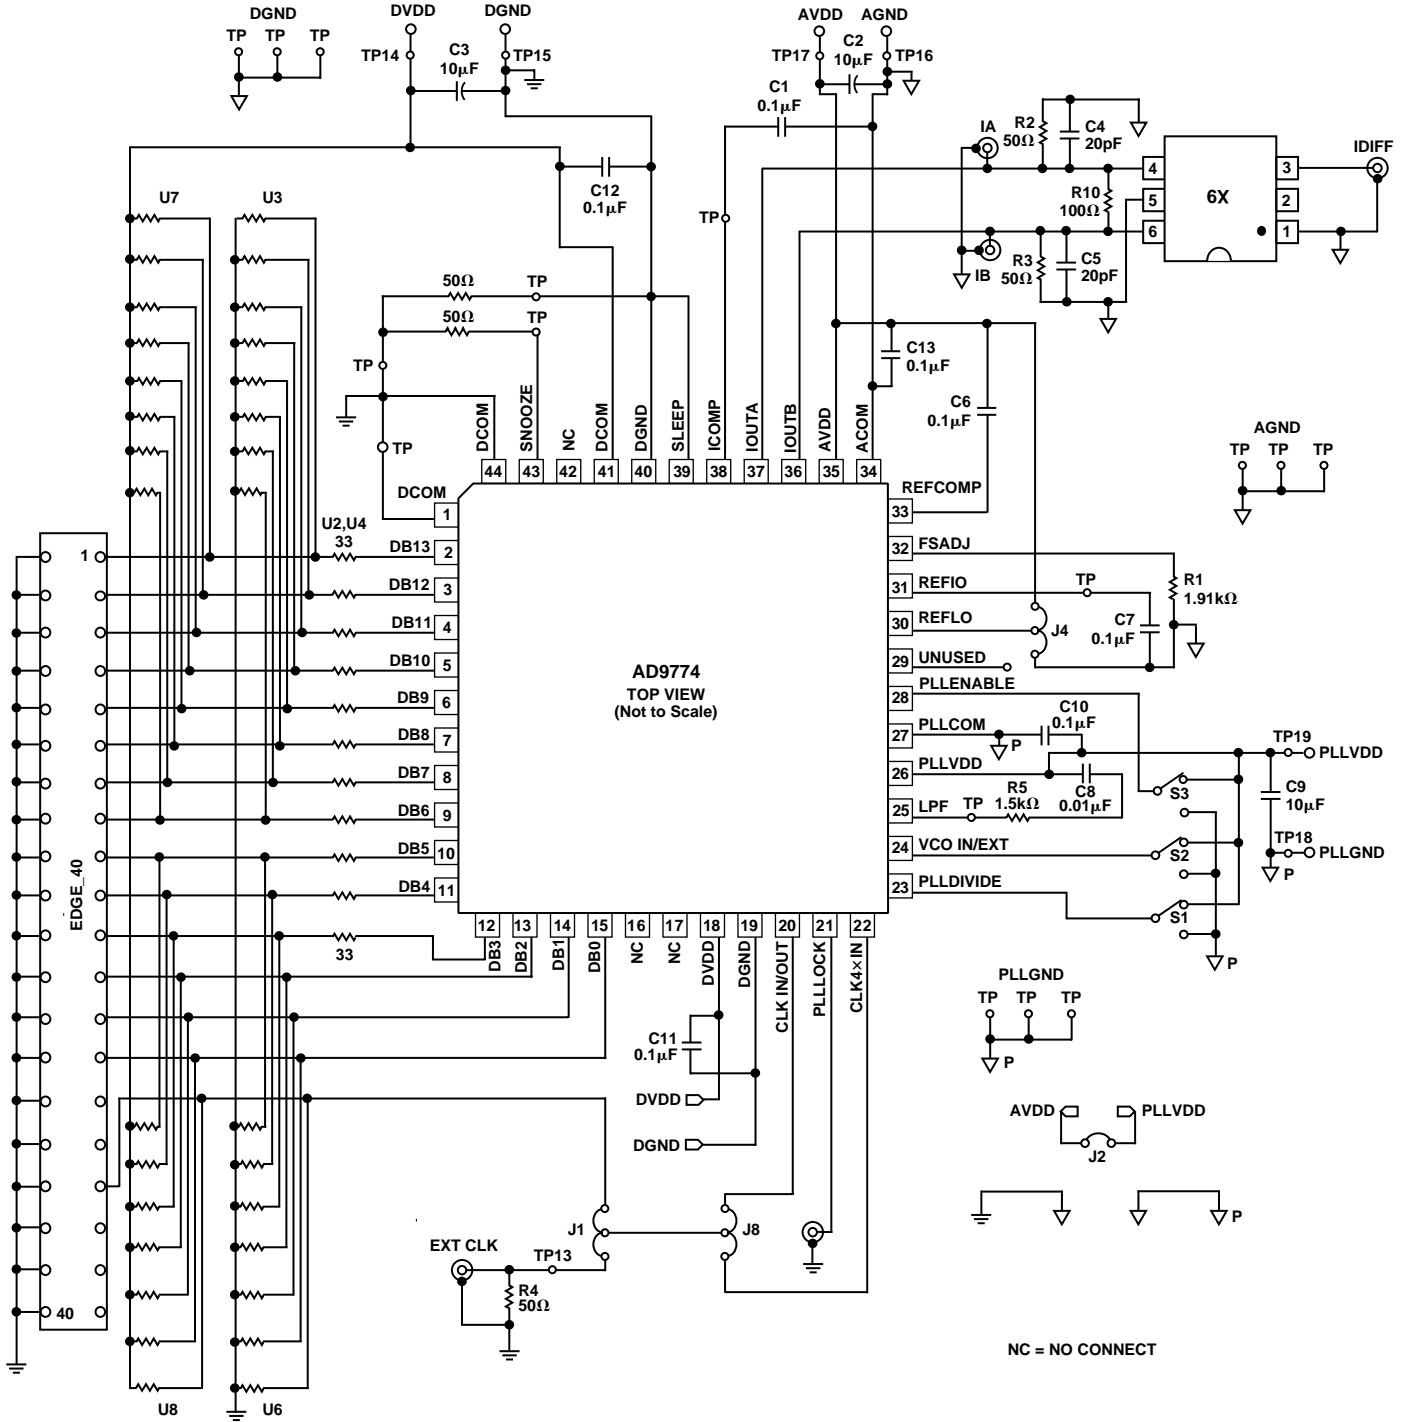 DGND
TP TP TP
DVDD
DGND
TP14
C3
10µF
TP15
AVDD
AGND
TP17
C2
10µF
TP16
C1
0.1µF
IA
R2
50Ω
C4
20pF
4
5
6
6X
3
2
1
IDIFF
R10
100Ω
IB
R3
50Ω
C5
20pF
TP
C12
0.1µF
U7
U3
50Ω
TP
50Ω
TP
TP
TP
C13
0.1µF
C6
0.1µF
AGND
TP TP TP
DCOM
SNOOZE
NC
DCOM
DGND
SLEEP
ICOMP
IOUTA
IOUTB
AVDD
ACOM
44 43 42 41 40 39 38 37 36 35 34
DCOM
1
U2,U4
33
DB13
2
DB12
3
DB11
4
DB10
5
DB9
6
DB8
7
DB7
8
DB6
9
DB5
10
DB4
11
33
1
EDGE_40
40
AD9774
TOP VIEW
(Not to Scale)
REFCOMP
33
32 FSADJ
31 REFIO
30 REFLO
29 UNUSED
28 PLLENABLE
27 PLLCOM
26 PLLVDD
25 LPF
24 VCO IN/EXT
23 PLLDIVIDE
TP
R1
1.91kΩ
C7
0.1µF
J4
C10
0.1µF
P
TP
R5
1.5kΩ
C8
0.01µF
TP19
PLLVDD
S3
C9
10µF
TP18
PLLGND
P
S2
S1
P
12 13 14 15 16 17 18 19 20 21 22
DB3
DB2
DB1
DB0
NC
NC
DVDD
DGND
CLK IN/OUT
PLLLOCK
CLK4×IN
C11
0.1µF
DVDD
DGND
PLLGND
TP TP TP
P
AVDD
PLLVDD
J2
P
J1
J8
EXT CLK
TP13
R4
50Ω
U8
U6
NC = NO CONNECT